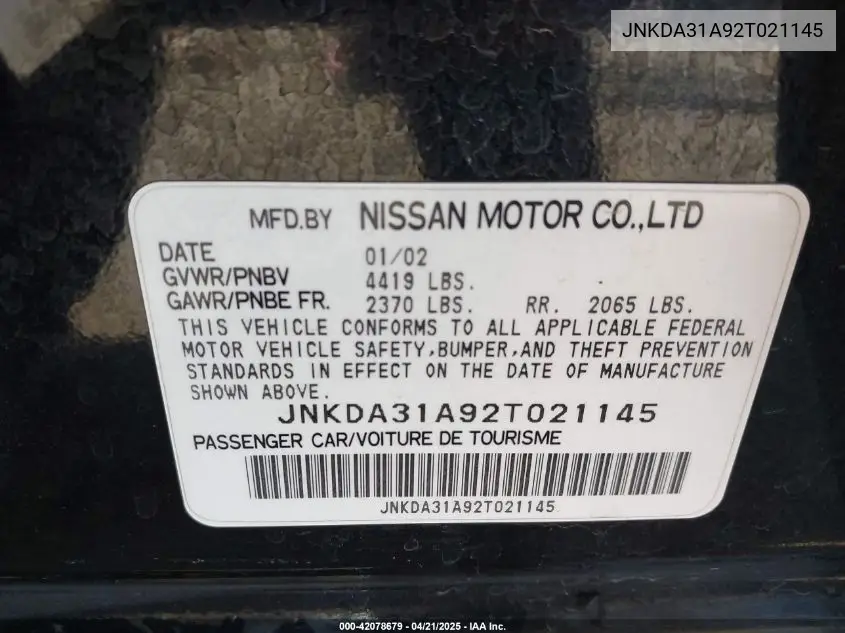 JNKDA31A92T021145
MFD.BY NISSAN MOTOR CO.,LTD
DATE 01/02
GVWR/PNBV 4419 LBS.
GAWR/PNBE FR. 2370 LBS. RR. 2065 LBS.
THIS VEHICLE CONFORMS TO ALL APPLICABLE FEDERAL
MOTOR VEHICLE SAFETY,BUMPER,AND THEFT PREVENTION
STANDARDS IN EFFECT ON THE DATE OF MANUFACTURE
SHOWN ABOVE.
JNKDA31A92T021145
PASSENGER CAR/VOITURE DE TOURISME
JNKDA31A92T021145
000-42078679 - 04/21/2025 - IAA Inc.